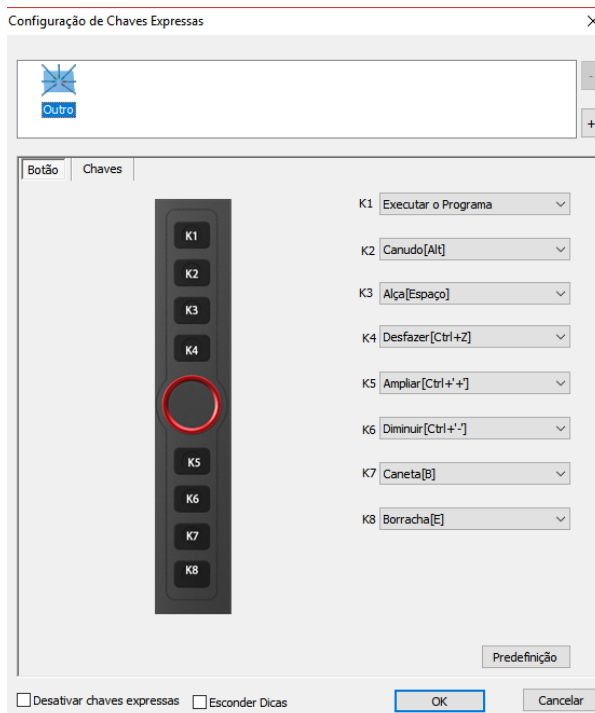 Configuração de Chaves Expressas
Outro
-
+
Botão Chaves
K1
K2
K3
K4
K5
K6
K7
K8
K1 Executar o Programa
K2 Canudo[Alt]
K3 Alça[Espaço]
K4 Desfazer[Ctrl+Z]
K5 Ampliar[Ctrl+'+']
K6 Diminuir[Ctrl+'-']
K7 Caneta[B]
K8 Borracha[E]
Predefinição
Desativar chaves expressas Esconder Dicas OK Cancelar